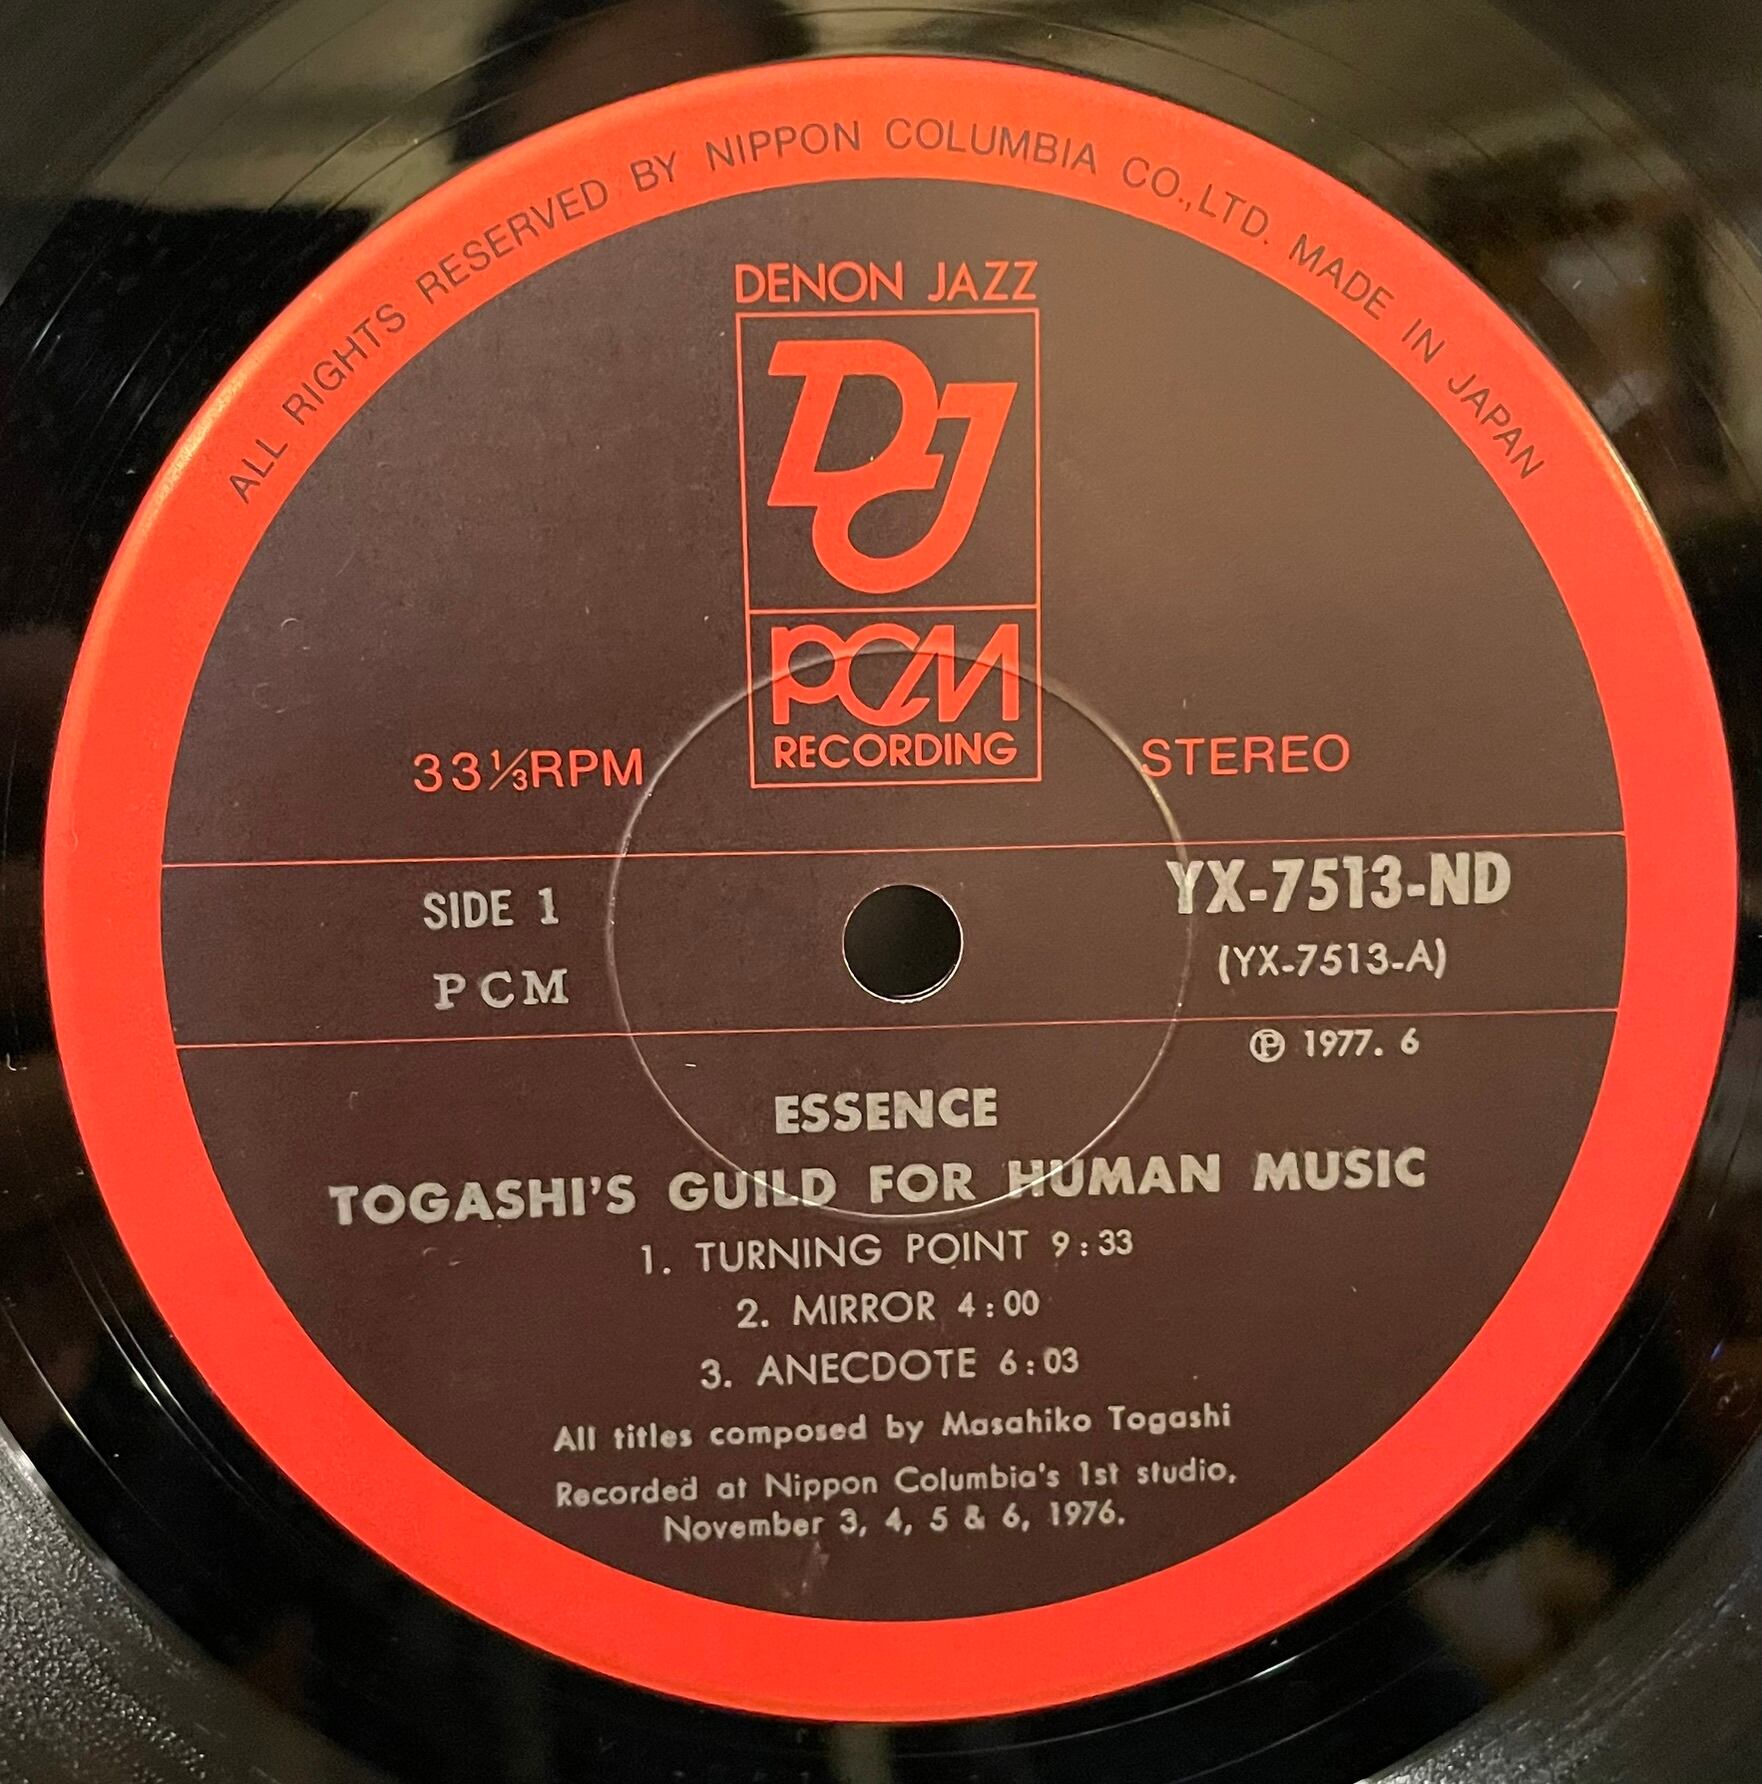 ALL RIGHTS RESERVED BY NIPPON COLUMBIA CO.,LTD. MADE IN JAPAN
DENON JAZZ
DJ
PCM
RECORDING
33⅓RPM
STEREO
SIDE 1
PCM
YX-7513-ND
(YX-7513-A)
℗ 1977. 6
ESSENCE
TOGASHI'S GUILD FOR HUMAN MUSIC
1. TURNING POINT 9:33
2. MIRROR 4:00
3. ANECDOTE 6:03
All titles composed by Masahiko Togashi
Recorded at Nippon Columbia's 1st studio,
November 3, 4, 5 & 6, 1976.